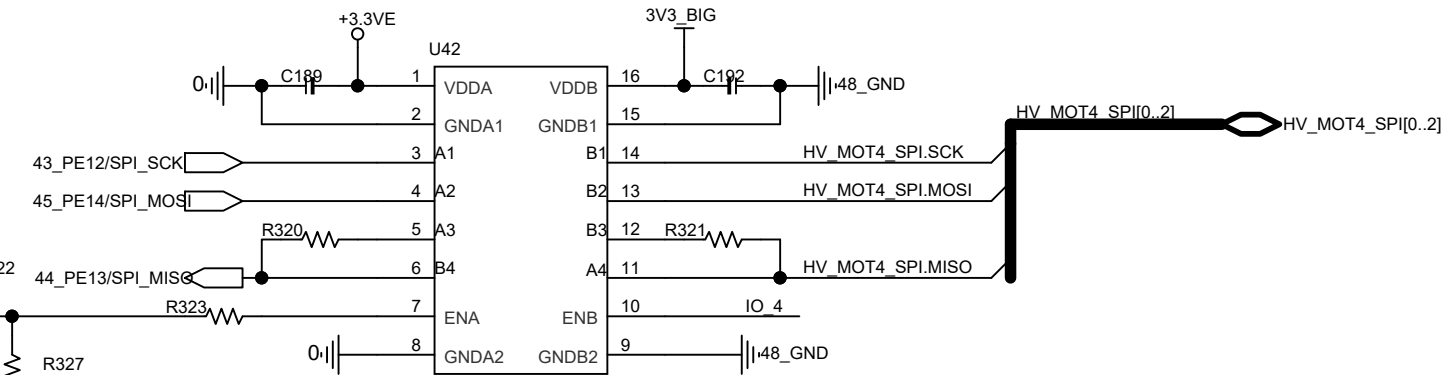 +3.3VE
3V3_BIG
U42
0
C189
1
VDDA
VDDB
16
C192
48_GND
2
GNDA1
GNDB1
15
HV_MOT4_SPI[0..2]
HV_MOT4_SPI[0..2]
43_PE12/SPI_SCK
3
A1
B1
14
HV_MOT4_SPI.SCK
45_PE14/SPI_MOSI
4
A2
B2
13
HV_MOT4_SPI.MOSI
R320
5
A3
B3
12
R321
22
44_PE13/SPI_MISO
6
B4
A4
11
HV_MOT4_SPI.MISO
R323
7
ENA
ENB
10
IO_4
0
8
GNDA2
GNDB2
9
48_GND
R327